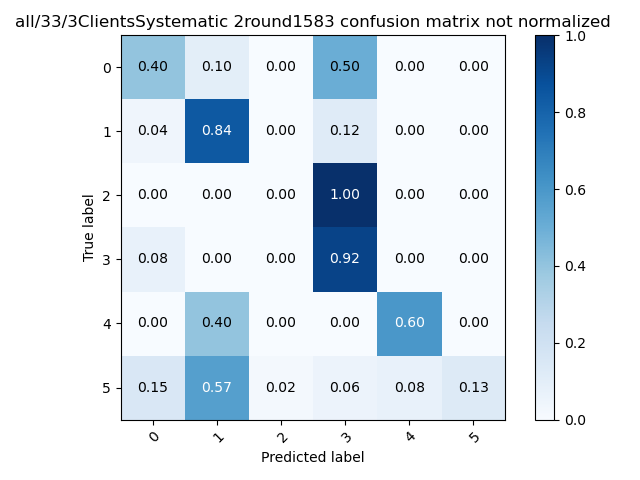 all/33/3ClientsSystematic 2round1583 confusion matrix not normalized
0 0.40 0.10 0.00 0.50 0.00 0.00
1 0.04 0.84 0.00 0.12 0.00 0.00
2 0.00 0.00 0.00 1.00 0.00 0.00
3 0.08 0.00 0.00 0.92 0.00 0.00
4 0.00 0.40 0.00 0.00 0.60 0.00
5 0.15 0.57 0.02 0.06 0.08 0.13
0 1 2 3 4 5
True label
Predicted label
1.0
0.8
0.6
0.4
0.2
0.0